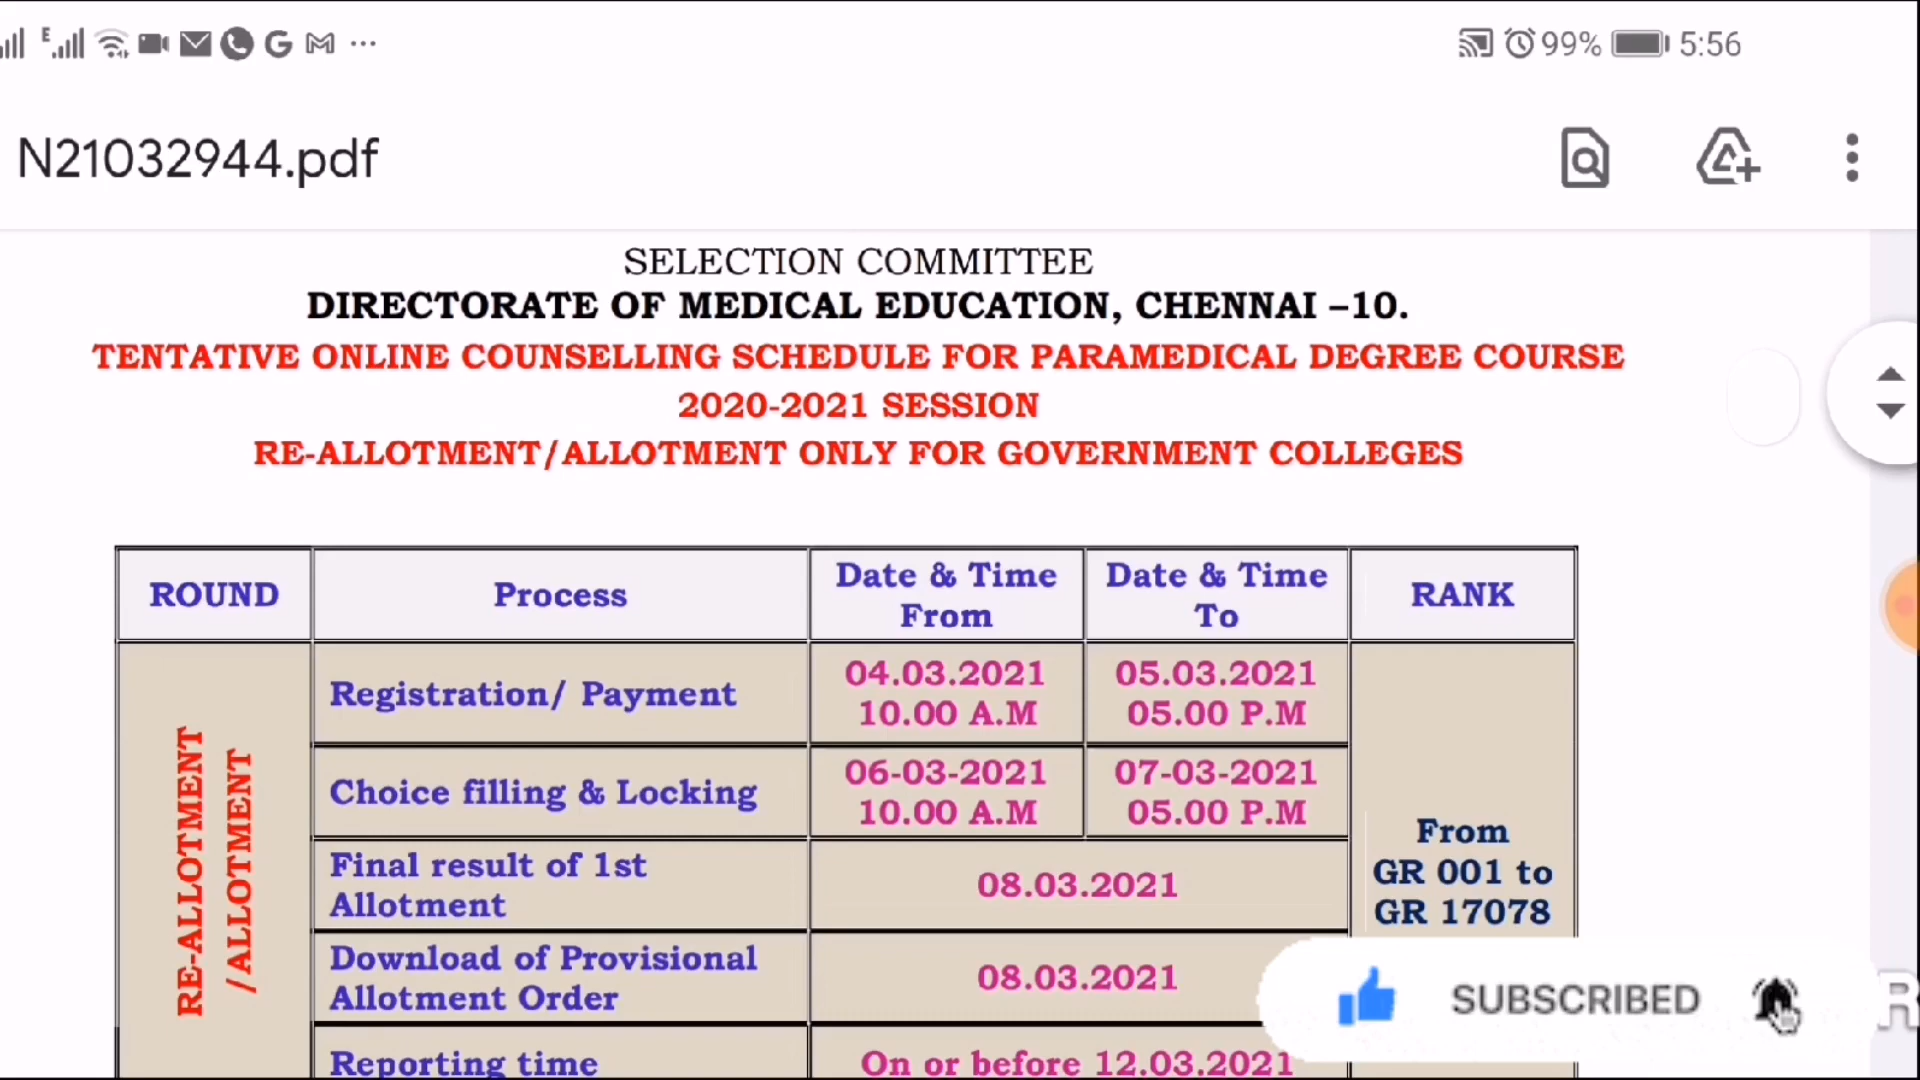 E
99% 5:56
N21032944.pdf
SELECTION COMMITTEE
DIRECTORATE OF MEDICAL EDUCATION, CHENNAI –10.
TENTATIVE ONLINE COUNSELLING SCHEDULE FOR PARAMEDICAL DEGREE COURSE
2020-2021 SESSION
RE-ALLOTMENT/ALLOTMENT ONLY FOR GOVERNMENT COLLEGES
ROUND
Process
Date & Time
From
Date & Time
To
RANK
RE-ALLOTMENT
/ALLOTMENT
Registration/ Payment
04.03.2021
10.00 A.M
05.03.2021
05.00 P.M
Choice filling & Locking
06-03-2021
10.00 A.M
07-03-2021
05.00 P.M
Final result of 1st
Allotment
08.03.2021
Download of Provisional
Allotment Order
08.03.2021
Reporting time
On or before 12.03.2021
From
GR 001 to
GR 17078
SUBSCRIBED
R